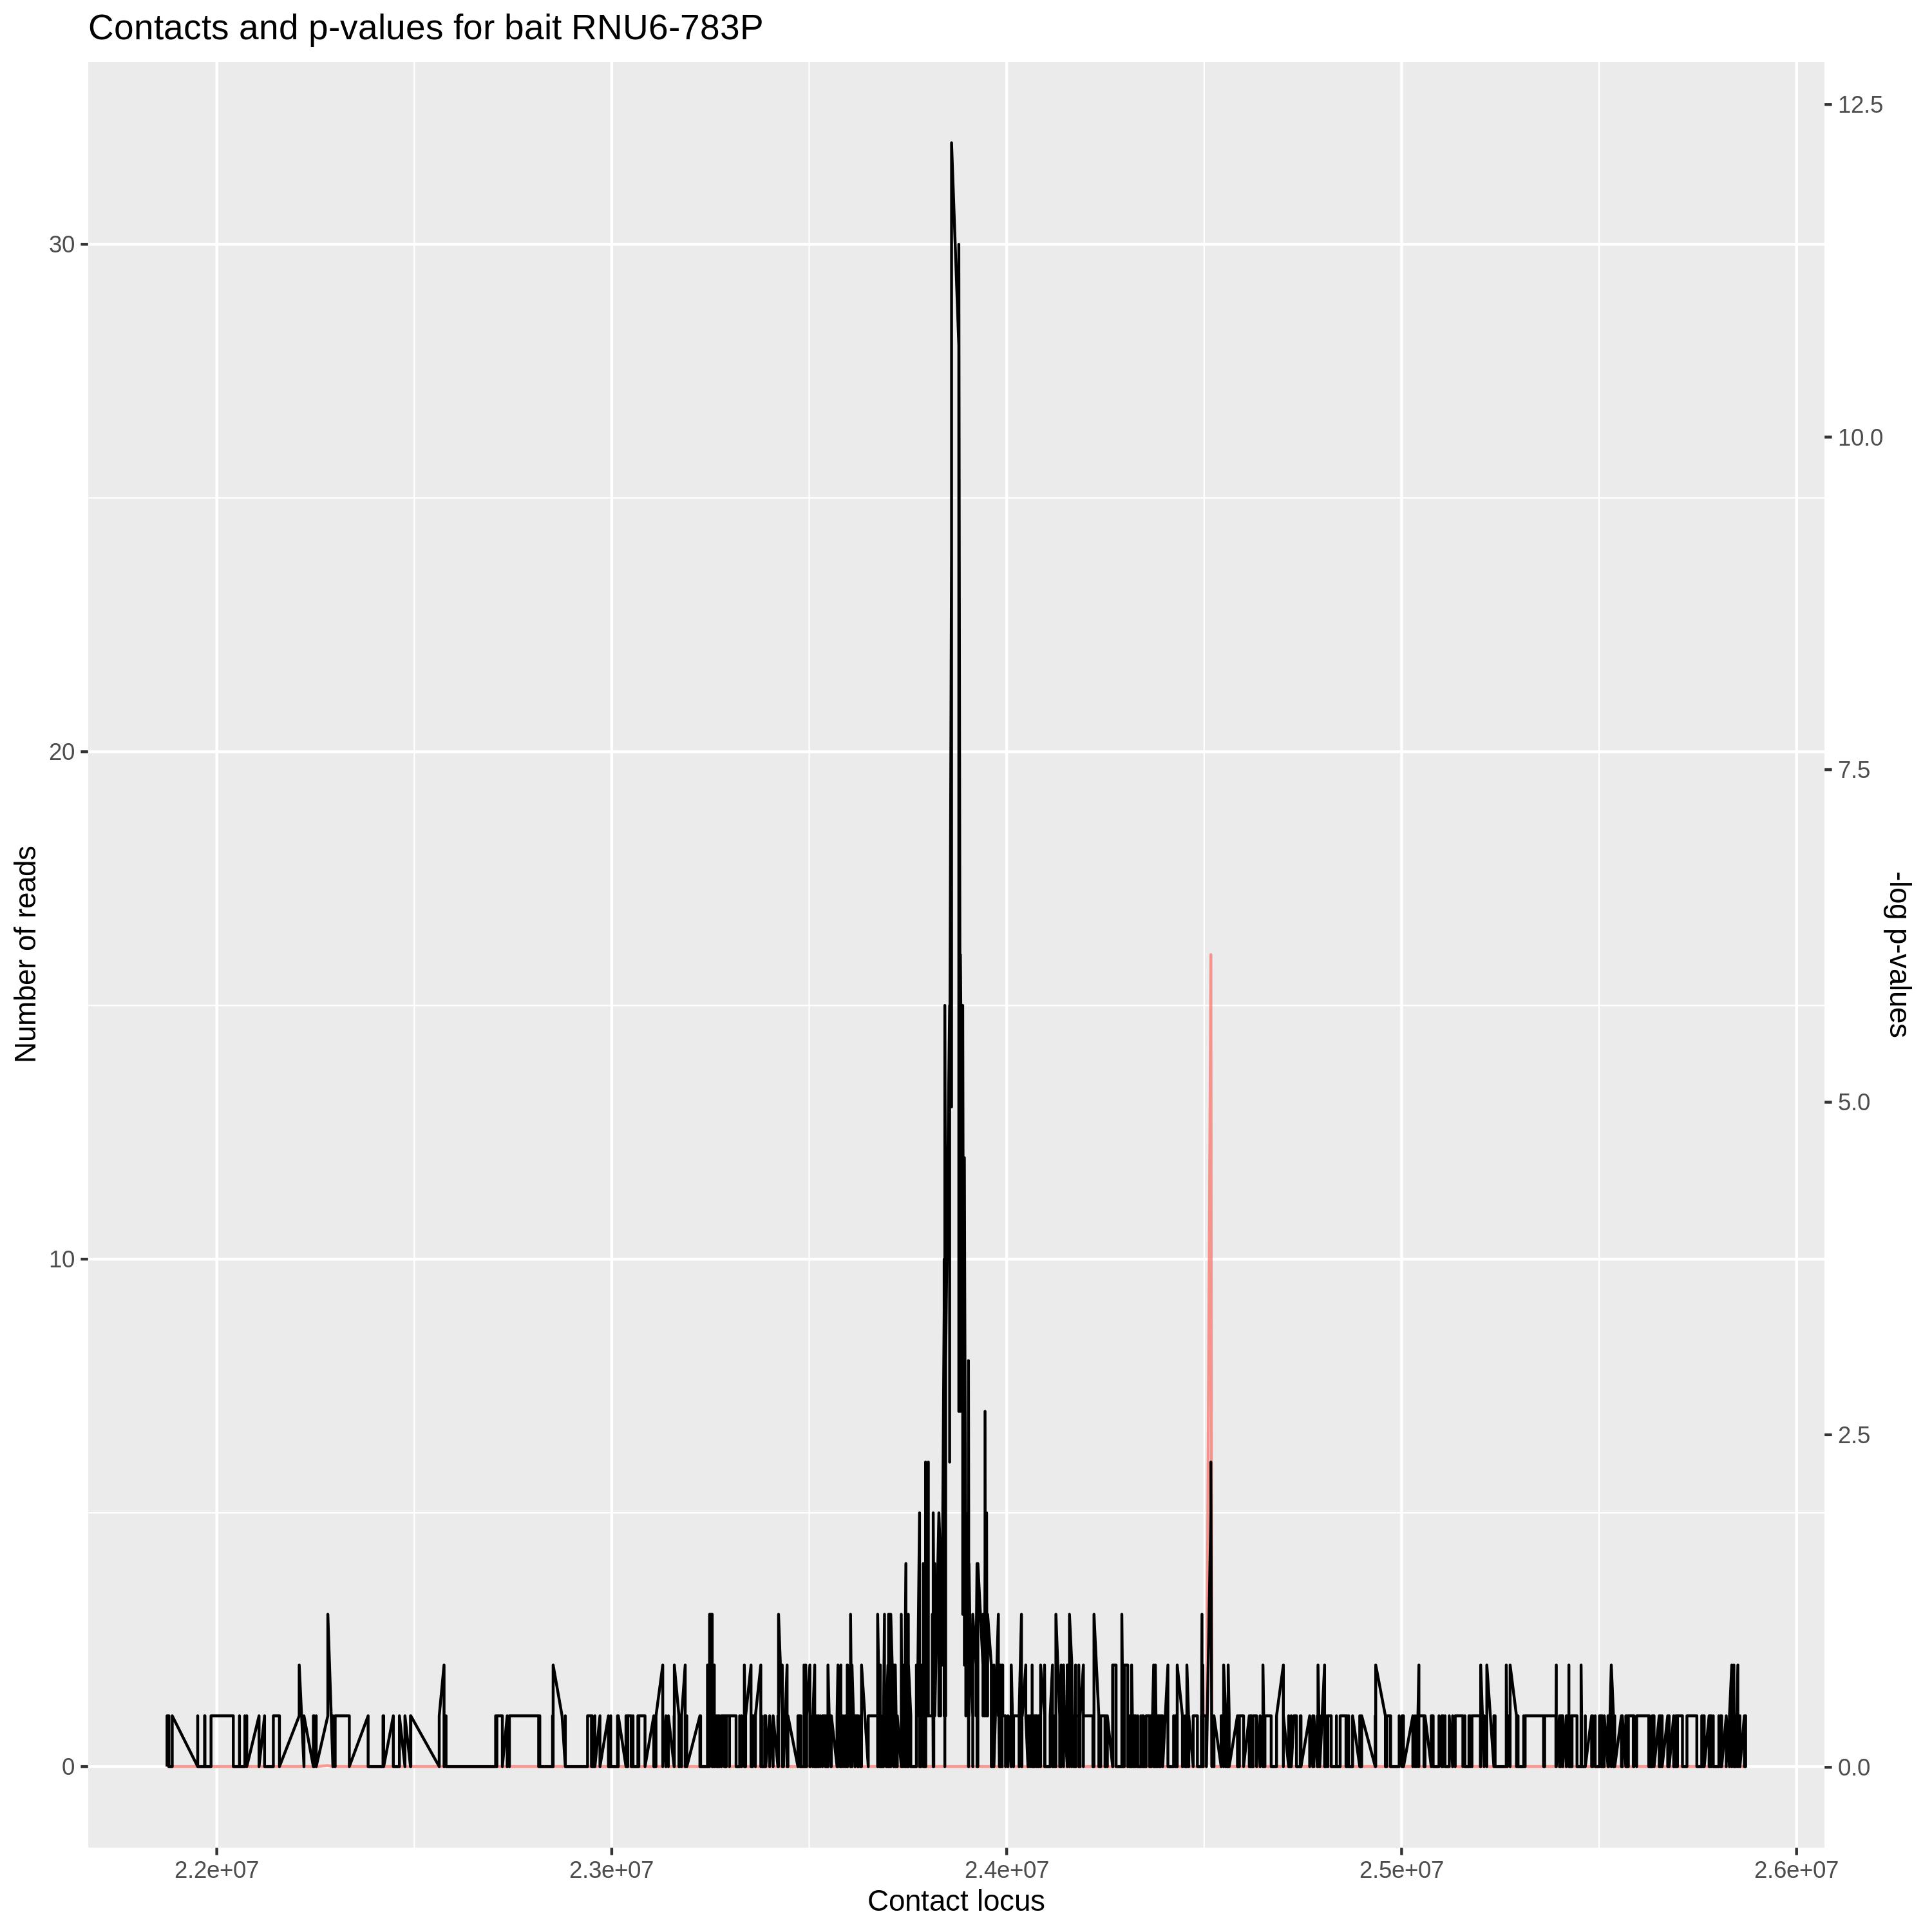 Contacts and p-values for bait RNU6-783P
30
20
10
0
Number of reads
12.5
10.0
7.5
5.0
2.5
0.0
-log p-values
2.2e+07
2.3e+07
2.4e+07
2.5e+07
2.6e+07
Contact locus